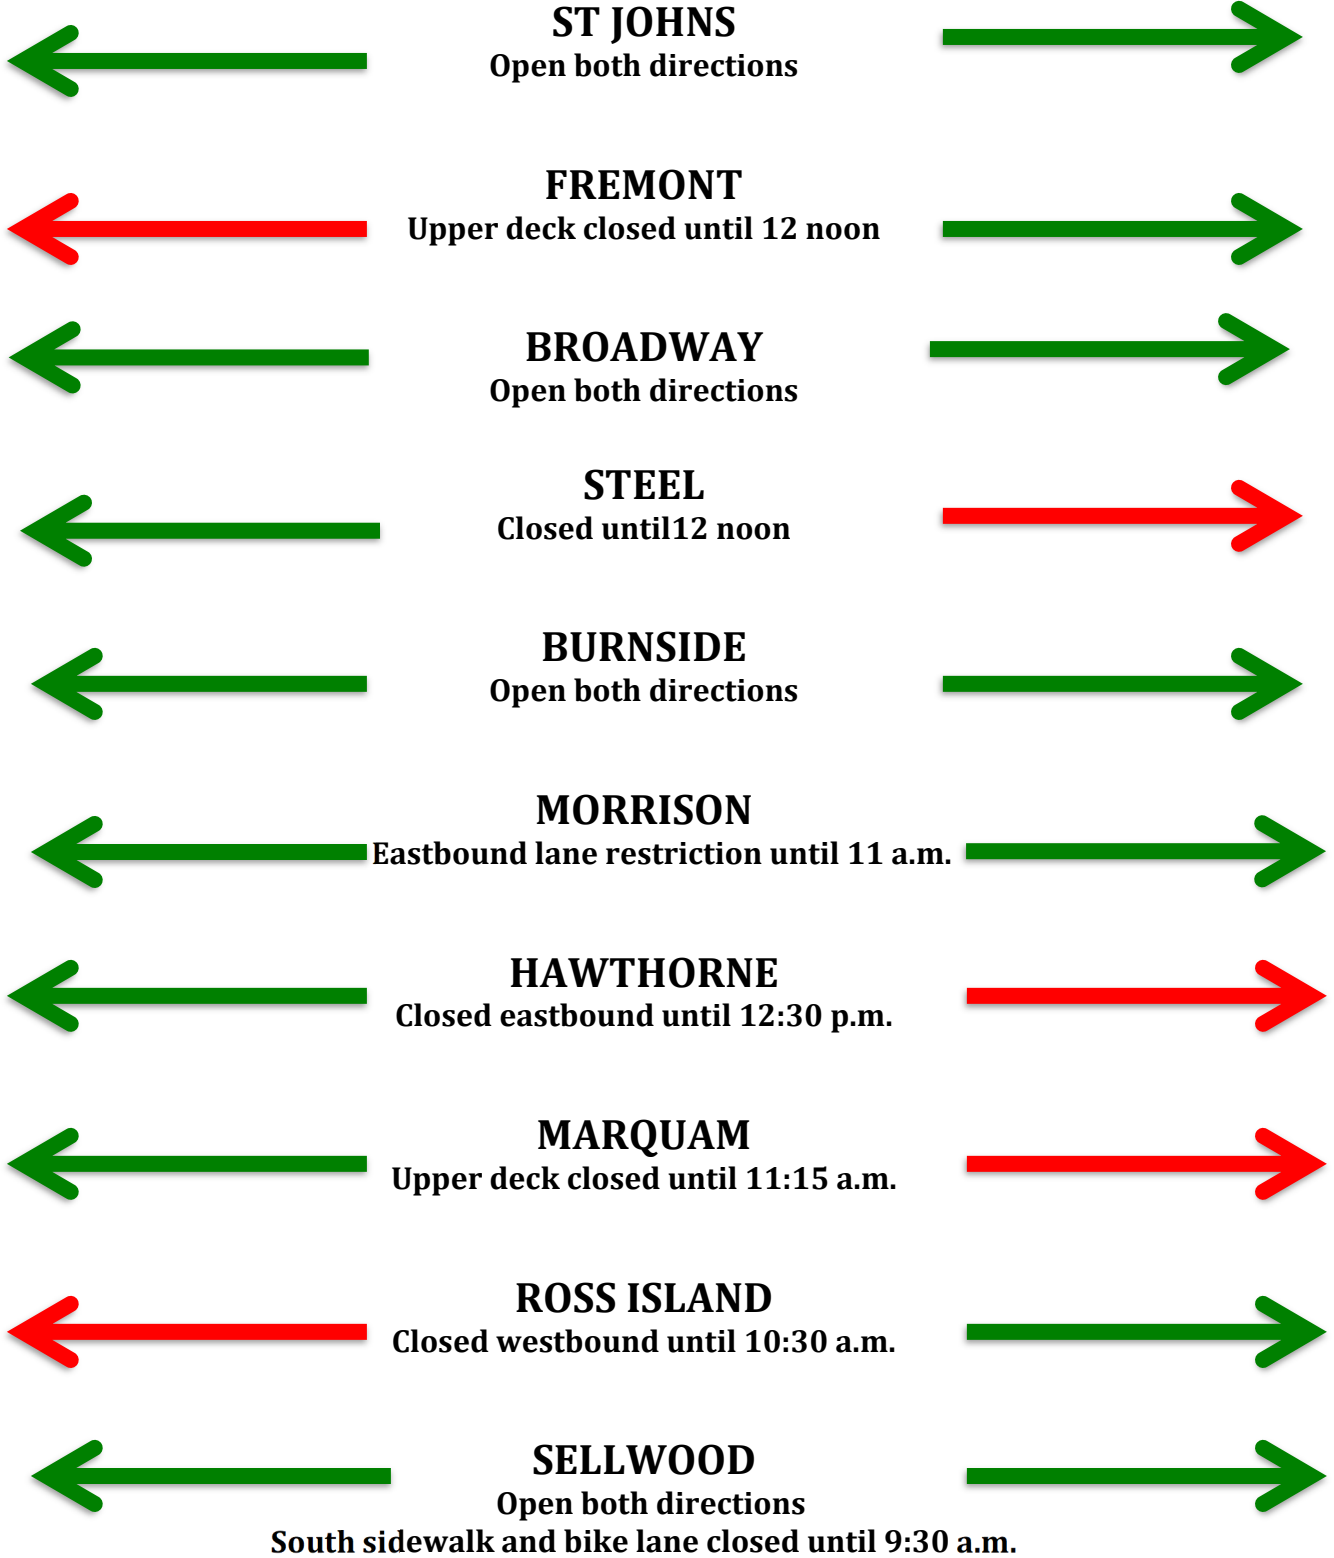 ST JOHNS
Open both directions
FREMONT
Upper deck closed until 12 noon
BROADWAY
Open both directions
STEEL
Closed until12 noon
BURNSIDE
Open both directions
MORRISON
Eastbound lane restriction until 11 a.m.
HAWTHORNE
Closed eastbound until 12:30 p.m.
MARQUAM
Upper deck closed until 11:15 a.m.
ROSS ISLAND
Closed westbound until 10:30 a.m.
SELLWOOD
Open both directions
South sidewalk and bike lane closed until 9:30 a.m.